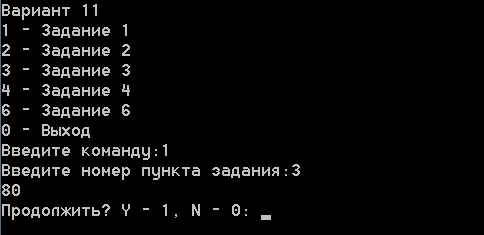 Вариант 11
1 - Задание 1
2 - Задание 2
3 - Задание 3
4 - Задание 4
6 - Задание 6
0 - Выход
Введите команду:1
Введите номер пункта задания:3
80
Продолжить? Y - 1, N - 0: _